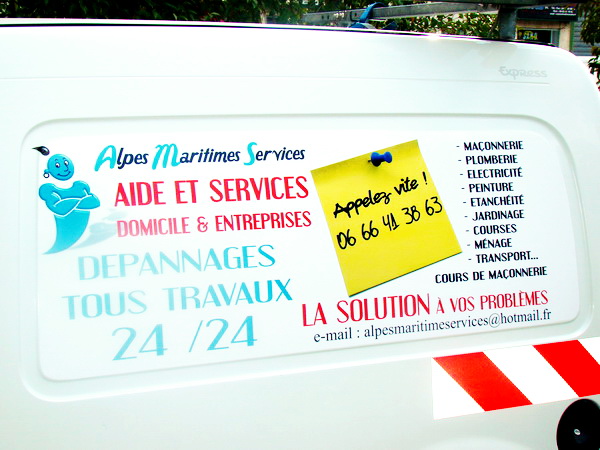 Express
Alpes Maritimes Services
AIDE ET SERVICES
DOMICILE & ENTREPRISES
DEPANNAGES
TOUS TRAVAUX
24 /24
Appelez vite !
06 66 41 38 63
- MAÇONNERIE
- PLOMBERIE
- ELECTRICITÉ
- PEINTURE
- ETANCHÉITÉ
- JARDINAGE
- COURSES
- MÉNAGE
- TRANSPORT...
COURS DE MAÇONNERIE
LA SOLUTION À VOS PROBLÈMES
e-mail : alpesmaritimeservices@hotmail.fr